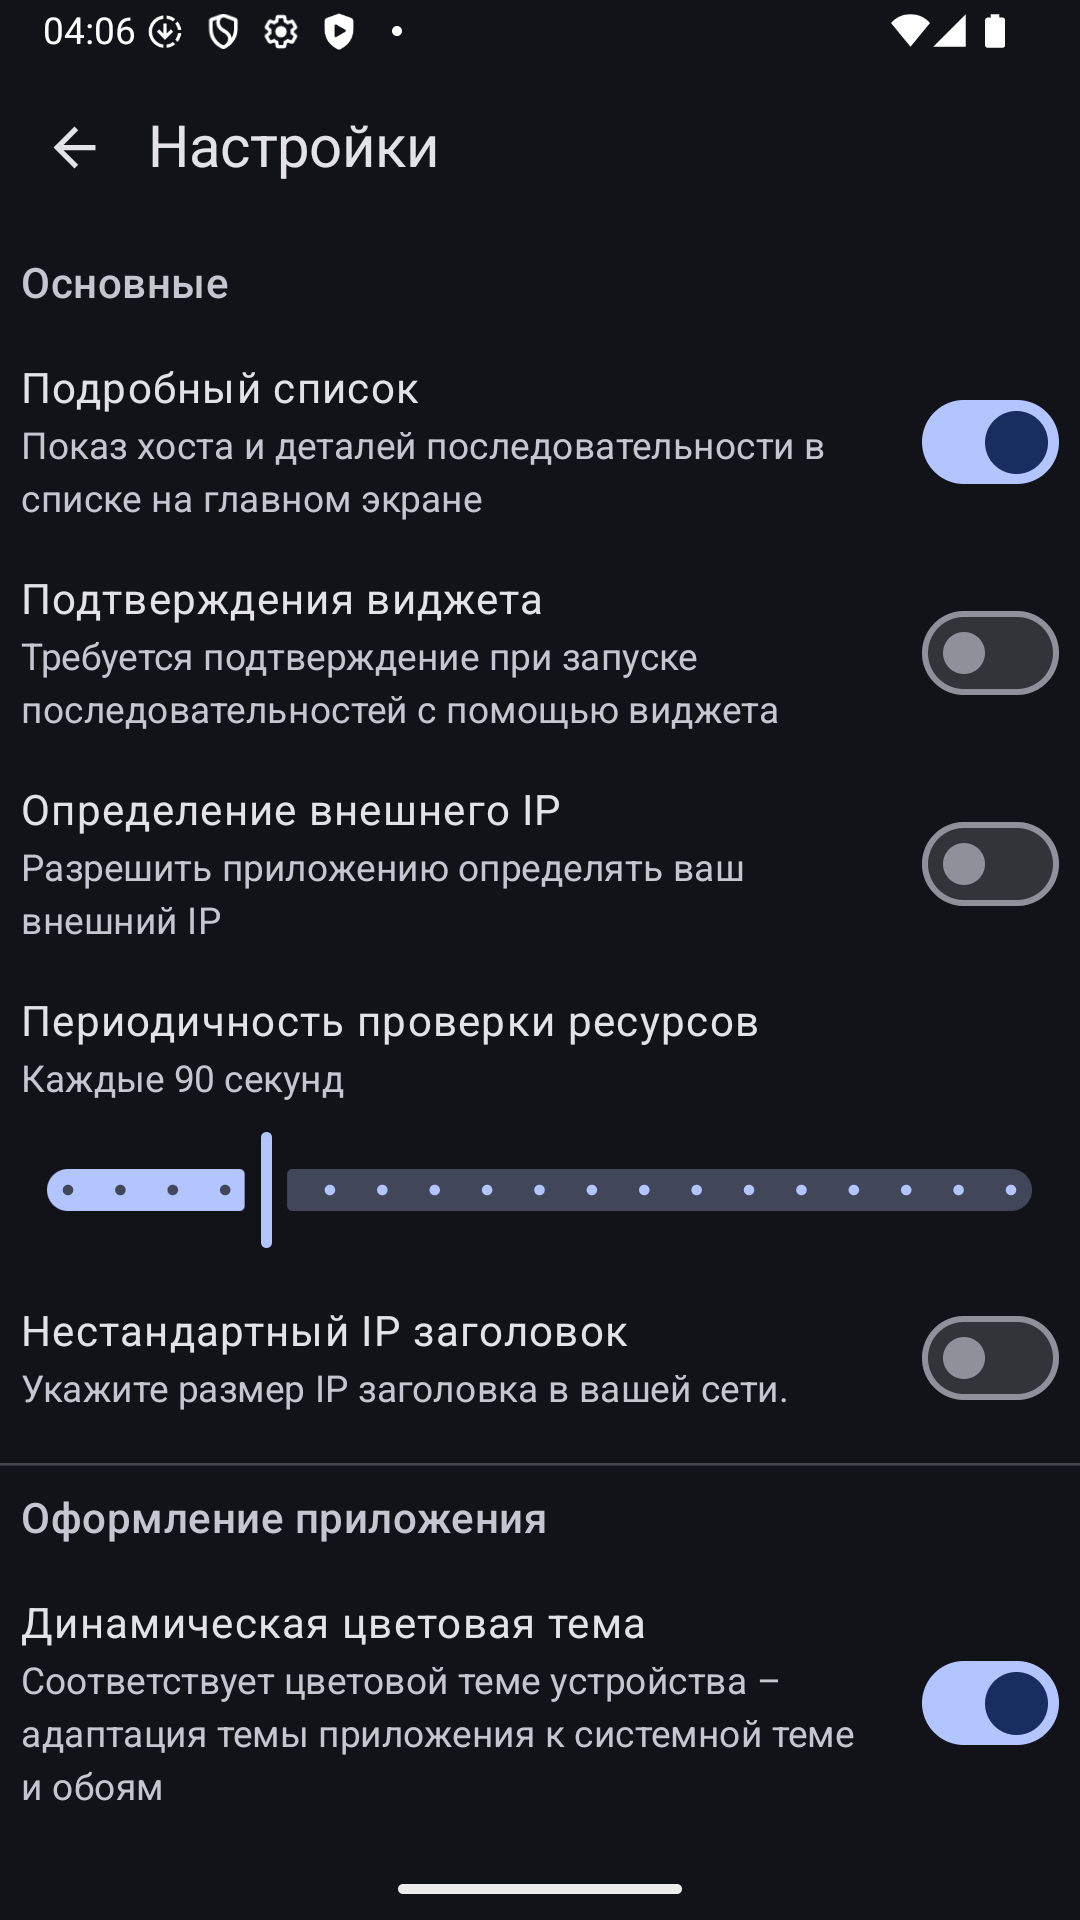 04:06
Настройки
Основные
Подробный список
Показ хоста и деталей последовательности в
списке на главном экране
Подтверждения виджета
Требуется подтверждение при запуске
последовательностей с помощью виджета
Определение внешнего IP
Разрешить приложению определять ваш
внешний IP
Периодичность проверки ресурсов
Каждые 90 секунд
Нестандартный IP заголовок
Укажите размер IP заголовка в вашей сети.
Оформление приложения
Динамическая цветовая тема
Соответствует цветовой теме устройства –
адаптация темы приложения к системной теме
и обоям